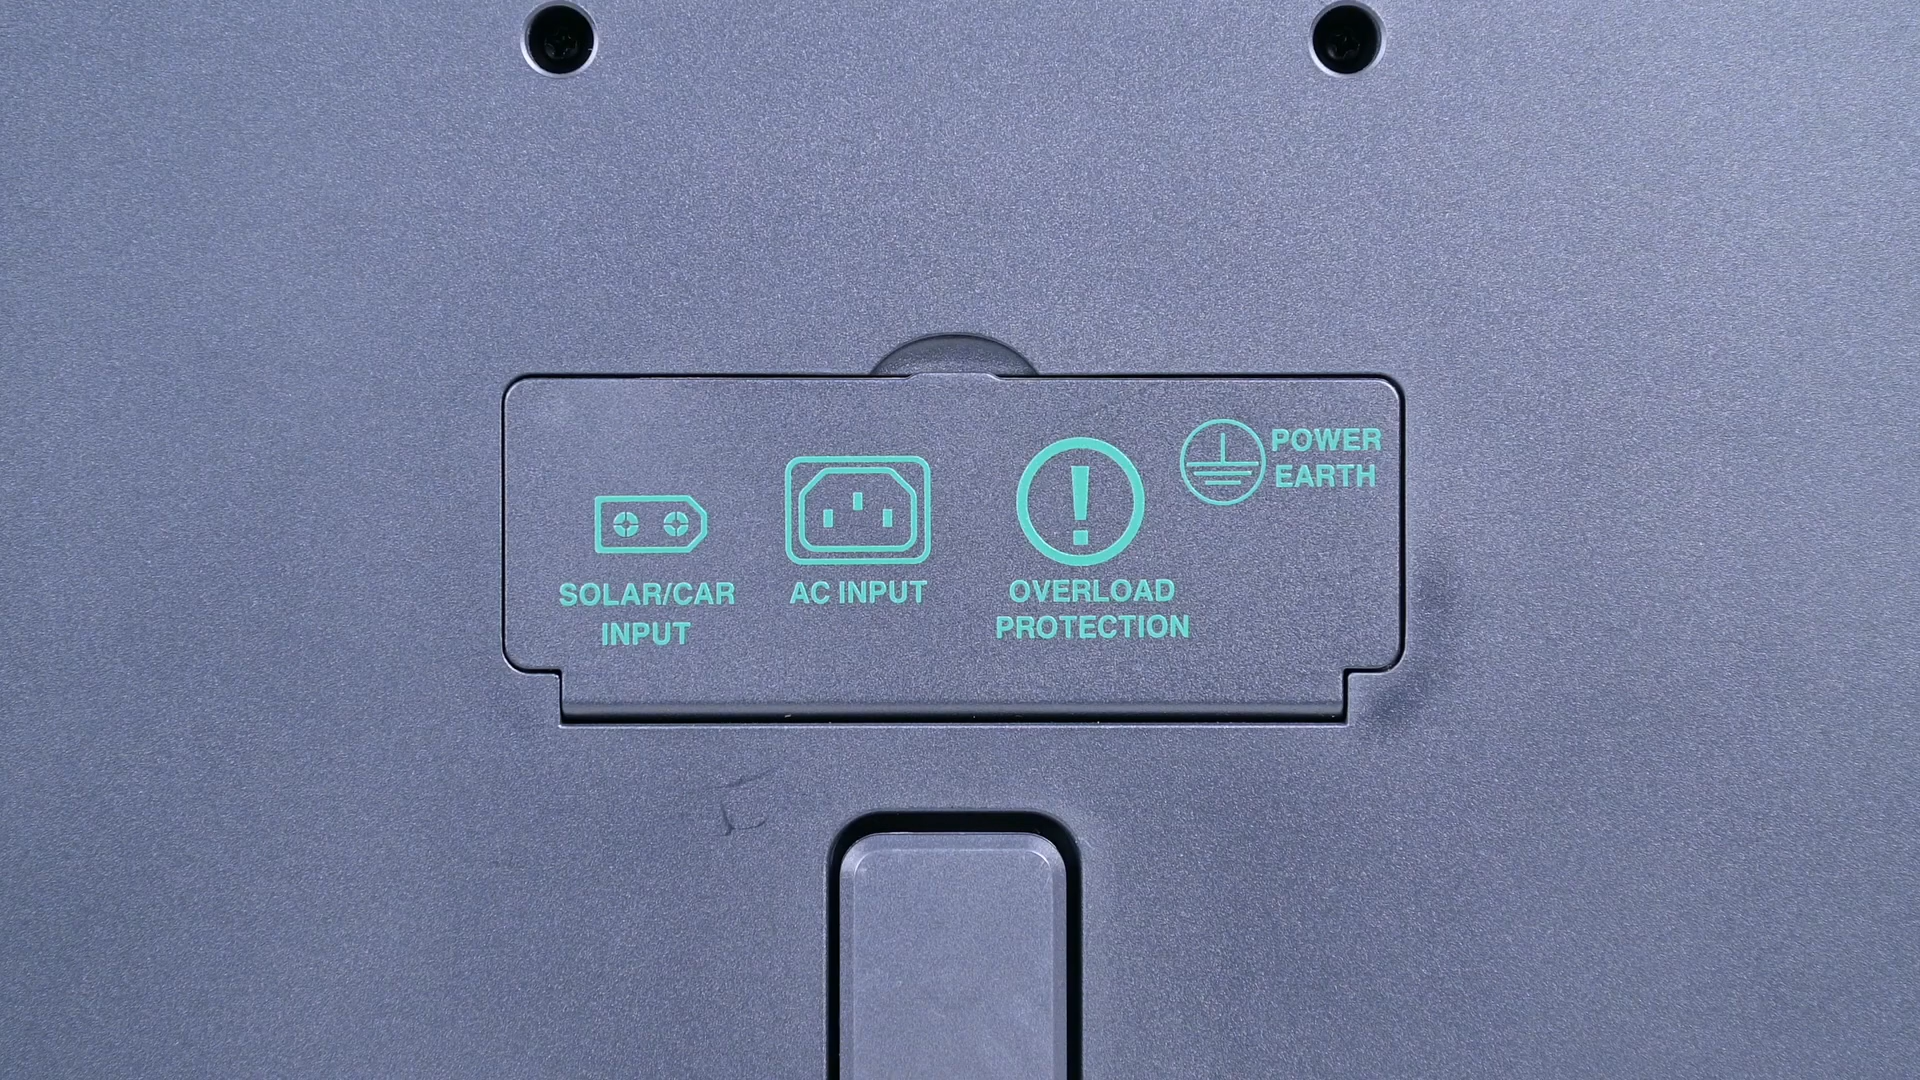 SOLAR/CAR
INPUT
AC INPUT
OVERLOAD
PROTECTION
POWER
EARTH